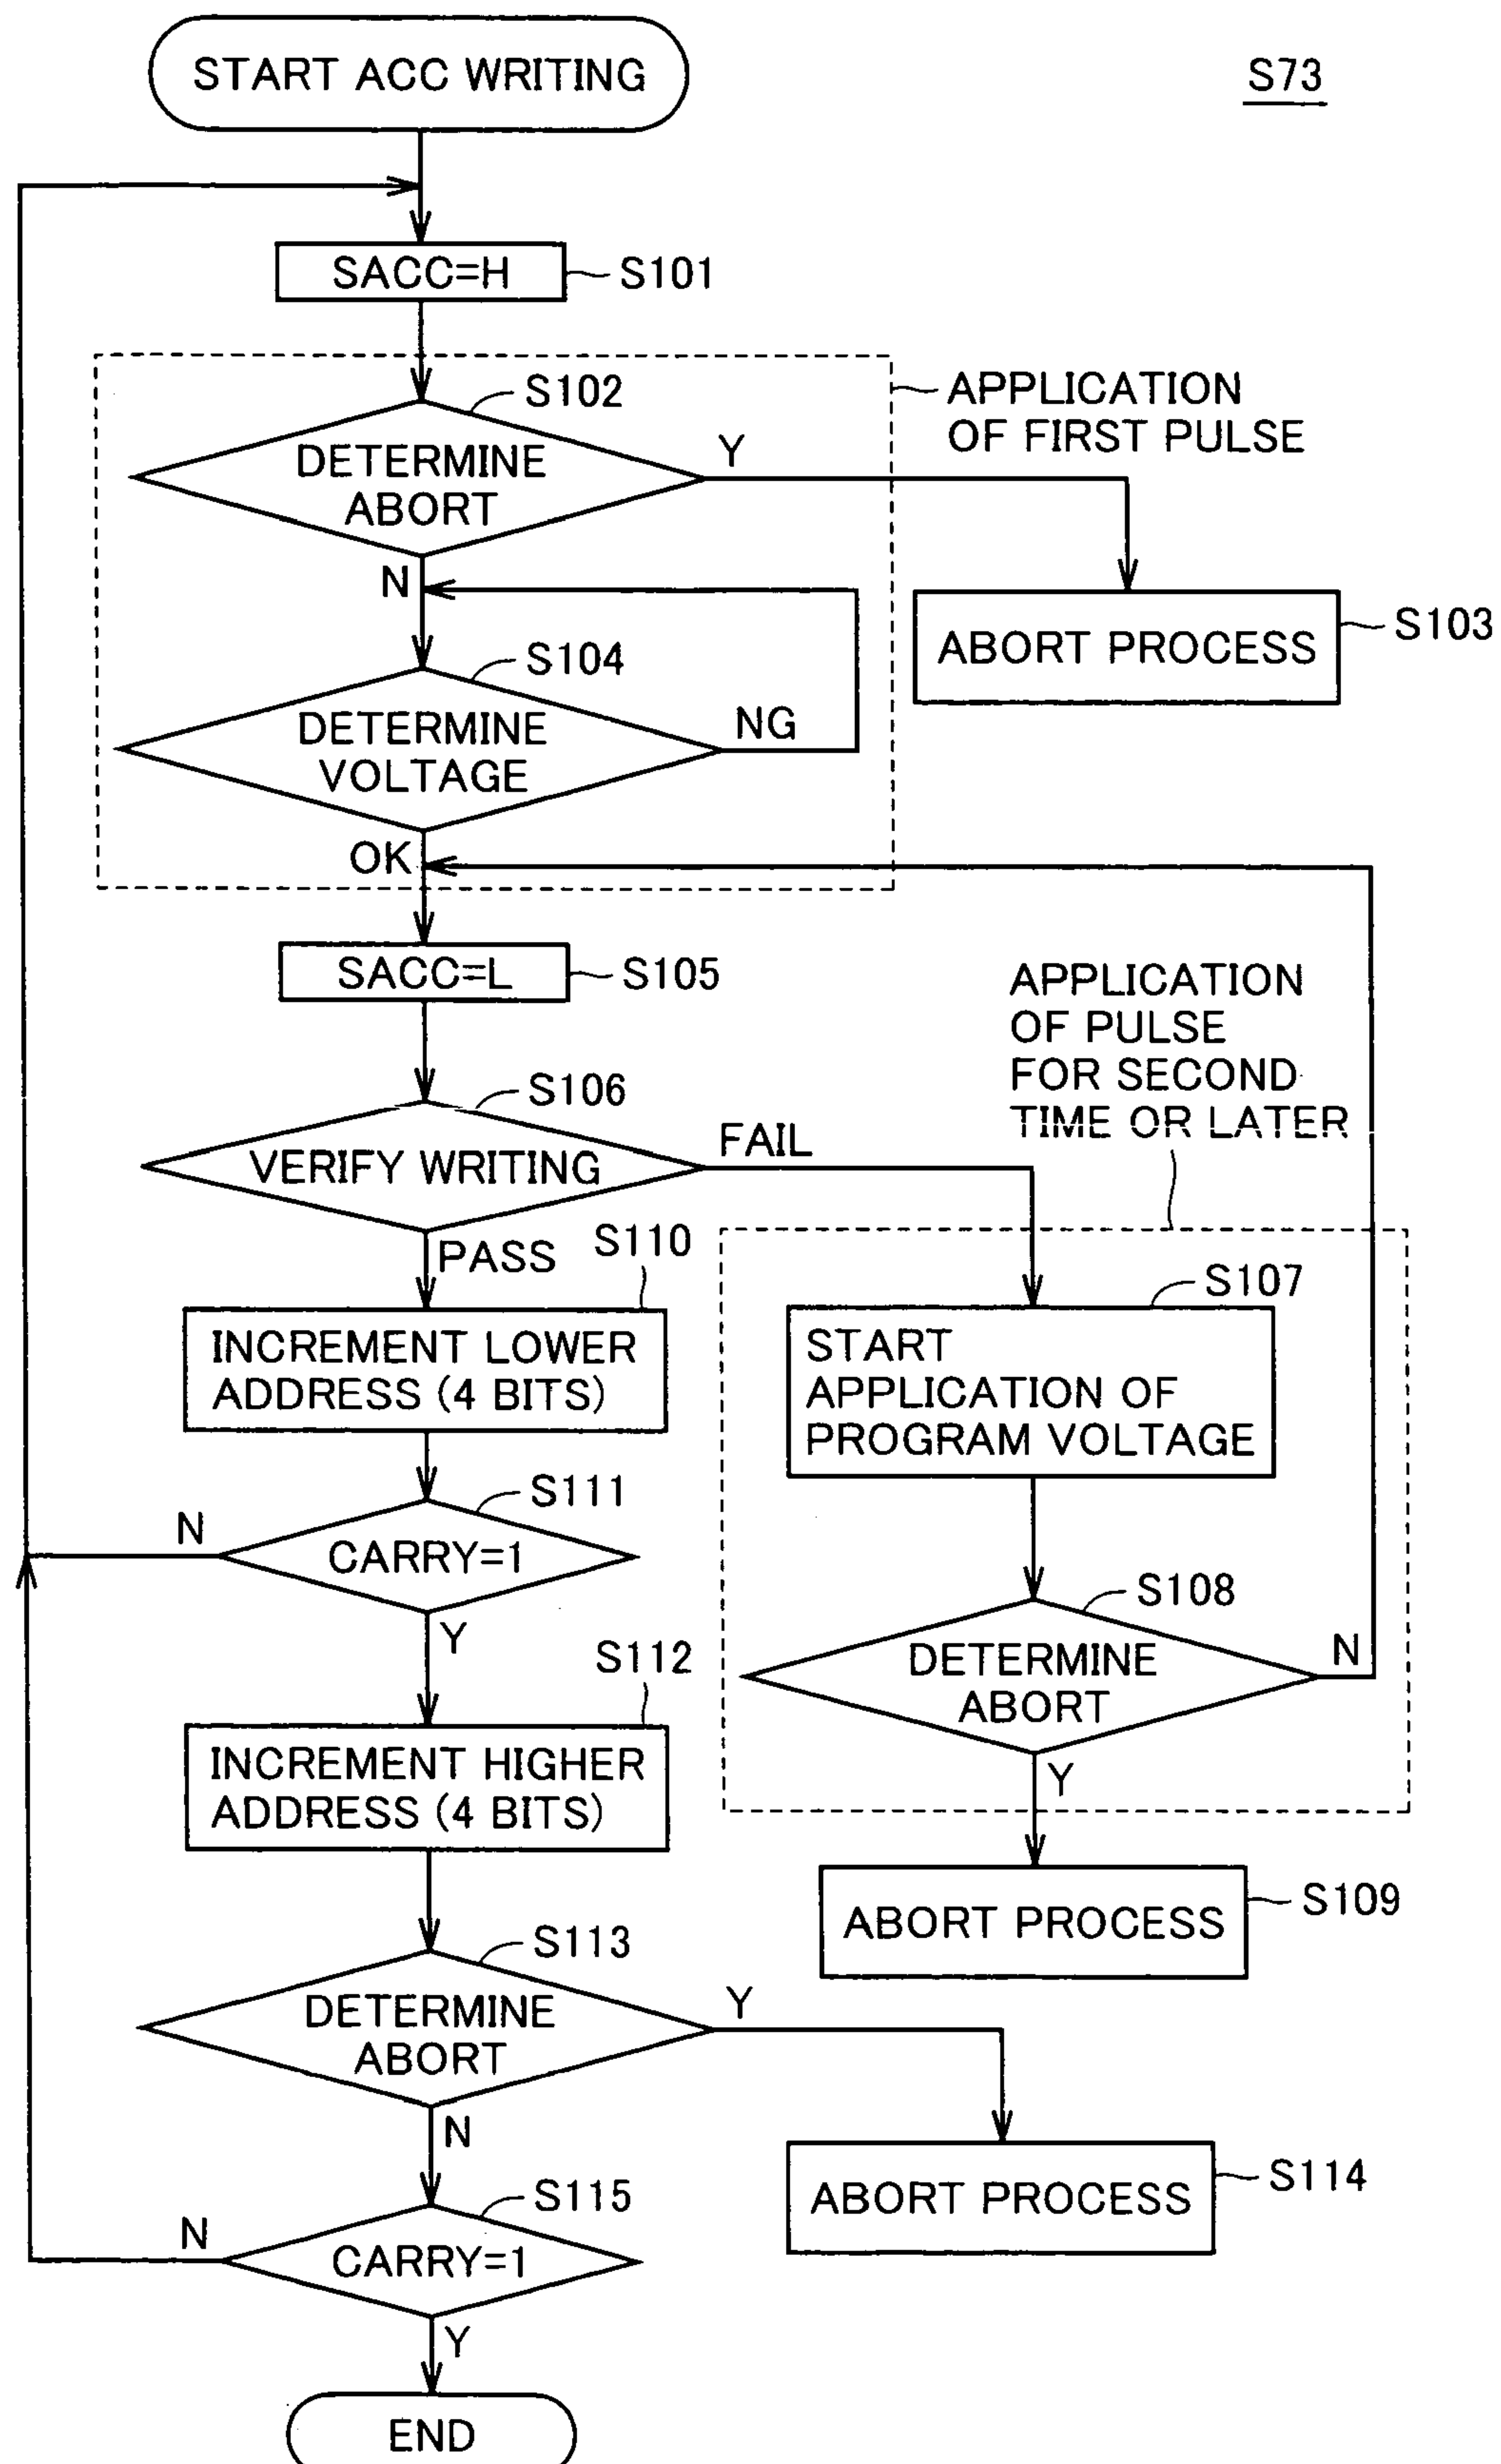 START ACC WRITING
S73
SACC=H
S101
S102
APPLICATION
OF FIRST PULSE
DETERMINE
ABORT
Y
N
ABORT PROCESS
S103
S104
DETERMINE
VOLTAGE
NG
OK
SACC=L
S105
APPLICATION
OF PULSE
FOR SECOND
TIME OR LATER
S106
VERIFY WRITING
FAIL
PASS
S110
S107
START
APPLICATION OF
PROGRAM VOLTAGE
INCREMENT LOWER
ADDRESS (4 BITS)
S111
CARRY=1
N
Y
S108
DETERMINE
ABORT
N
Y
S112
INCREMENT HIGHER
ADDRESS (4 BITS)
ABORT PROCESS
S109
S113
DETERMINE
ABORT
Y
N
ABORT PROCESS
S114
S115
CARRY=1
N
Y
END